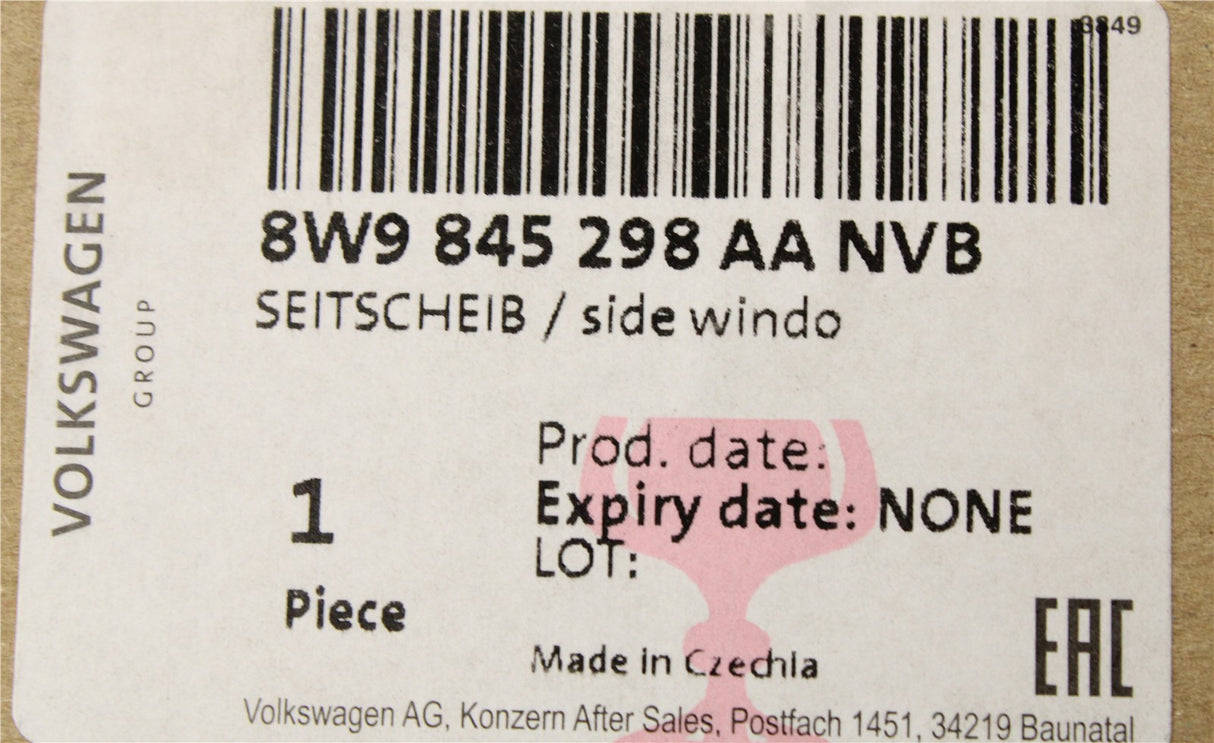 3849
8W9 845 298 AA NVB
SEITSCHEIB / side windo
VOLKSWAGEN
GROUP
Prod. date:
Expiry date: NONE
LOT:
1
Piece
Made in Czechia
EAC
Volkswagen AG, Konzern After Sales, Postfach 1451, 34219 Baunatal